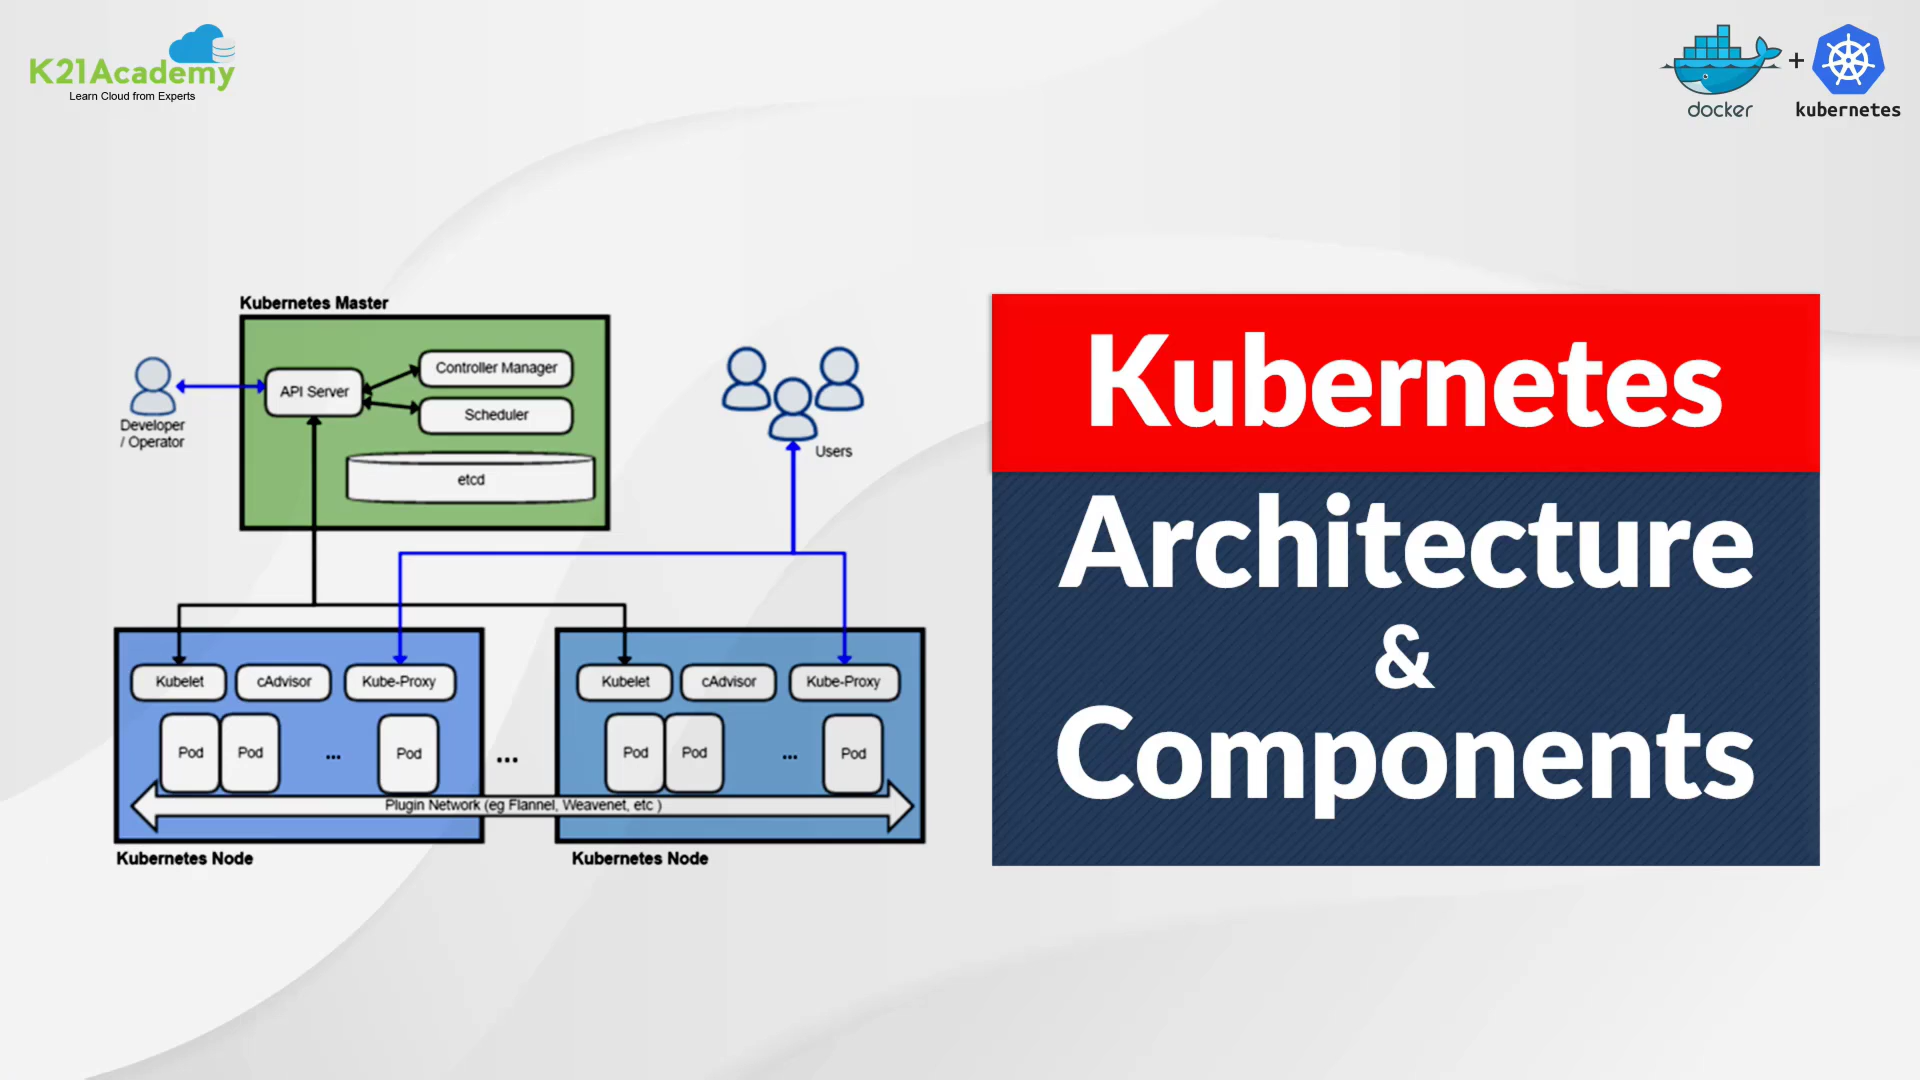 K21Academy
Learn Cloud from Experts
docker
+
kubernetes
Kubernetes Master
API Server
Controller Manager
Scheduler
etcd
Developer
/ Operator
Users
Kubelet
cAdvisor
Kube-Proxy
Pod
Pod
...
Pod
...
Kubelet
cAdvisor
Kube-Proxy
Pod
Pod
...
Pod
Plugin Network (eg Flannel, Weavenet, etc )
Kubernetes Node
Kubernetes Node
Kubernetes
Architecture
&
Components